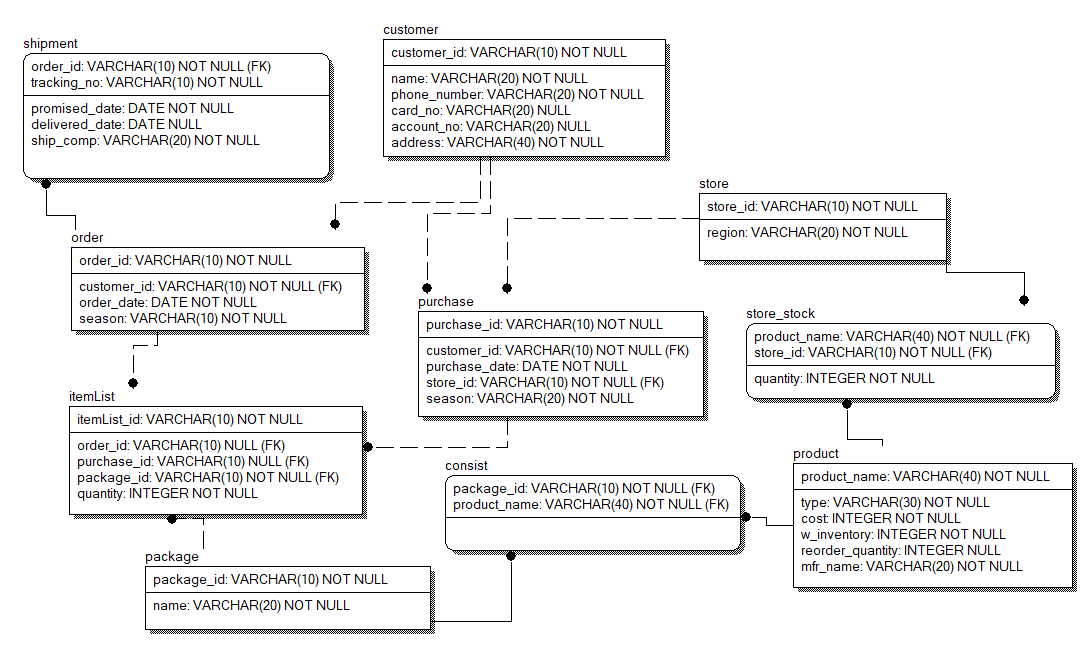 customer
customer_id: VARCHAR(10) NOT NULL
name: VARCHAR(20) NOT NULL
phone_number: VARCHAR(20) NOT NULL
card_no: VARCHAR(20) NULL
account_no: VARCHAR(20) NULL
address: VARCHAR(40) NOT NULL
shipment
order_id: VARCHAR(10) NOT NULL (FK)
tracking_no: VARCHAR(10) NOT NULL
promised_date: DATE NOT NULL
delivered_date: DATE NULL
ship_comp: VARCHAR(20) NOT NULL
store
store_id: VARCHAR(10) NOT NULL
region: VARCHAR(20) NOT NULL
order
order_id: VARCHAR(10) NOT NULL
customer_id: VARCHAR(10) NOT NULL (FK)
order_date: DATE NOT NULL
season: VARCHAR(10) NOT NULL
purchase
purchase_id: VARCHAR(10) NOT NULL
customer_id: VARCHAR(10) NOT NULL (FK)
purchase_date: DATE NOT NULL
store_id: VARCHAR(10) NOT NULL (FK)
season: VARCHAR(20) NOT NULL
store_stock
product_name: VARCHAR(40) NOT NULL (FK)
store_id: VARCHAR(10) NOT NULL (FK)
quantity: INTEGER NOT NULL
itemList
itemList_id: VARCHAR(10) NOT NULL
order_id: VARCHAR(10) NULL (FK)
purchase_id: VARCHAR(10) NULL (FK)
package_id: VARCHAR(10) NOT NULL (FK)
quantity: INTEGER NOT NULL
consist
package_id: VARCHAR(10) NOT NULL (FK)
product_name: VARCHAR(40) NOT NULL (FK)
product
product_name: VARCHAR(40) NOT NULL
type: VARCHAR(30) NOT NULL
cost: INTEGER NOT NULL
w_inventory: INTEGER NOT NULL
reorder_quantity: INTEGER NULL
mfr_name: VARCHAR(20) NOT NULL
package
package_id: VARCHAR(10) NOT NULL
name: VARCHAR(20) NOT NULL